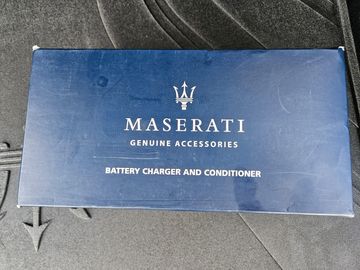 MASERATI
GENUINE ACCESSORIES
BATTERY CHARGER AND CONDITIONER